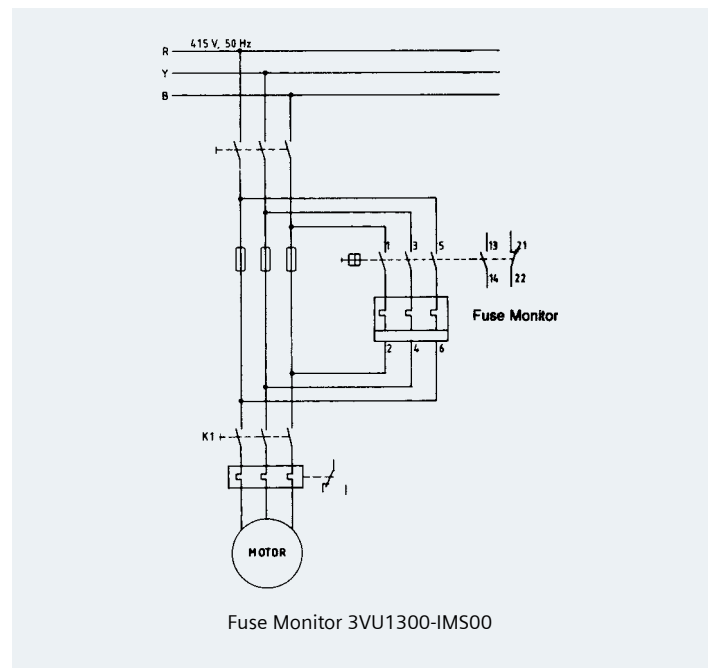 415 V, 50 Hz
R
Y
B
1 3 5 13 21
14 22
Fuse Monitor
2 4 6
K1
MOTOR
Fuse Monitor 3VU1300-IMS00